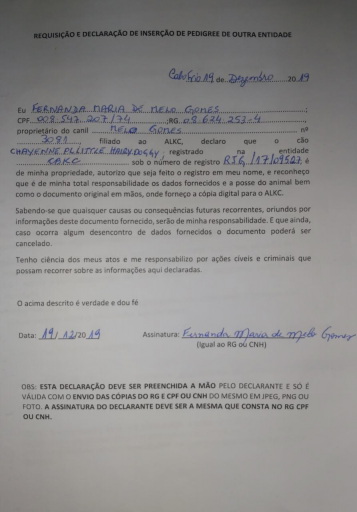 REQUISIÇÃO E DECLARAÇÃO DE INSERÇÃO DE PEDIGREE DE OUTRA ENTIDADE
19 de Dezembro 2019
Eu FERNANDA MARIA DE MELO GOMES
CPF 008 547 207/74 ;RG 08 624 253-4
proprietário do canil MELO GOMES nº
3081, filiado ao ALKC, declaro que o cão
CHAYENNE PLLITTLE HAIRY DOGGY, registrado na entidade
CBKC sob o número de registro RJG/17/01527, é
de minha propriedade, autorizo que seja feito o registro em meu nome, e reconheço
que é de minha total responsabilidade os dados fornecidos e a posse do animal bem
como o documento original em mãos, onde forneço a cópia digital para o ALKC.
Sabendo-se que quaisquer causas ou consequências futuras recorrentes, oriundos por
informações deste documento fornecido, serão de minha responsabilidade. E que ainda,
caso ocorra algum desencontro de dados fornecidos o documento poderá ser
cancelado.
Tenho ciência dos meus atos e me responsabilizo por ações cíveis e criminais que
possam recorrer sobre as informações aqui declaradas.
O acima descrito é verdade e dou fé
Data: 19/12/2019 Assinatura: Fernanda Maria de Melo Gomes
(igual ao RG ou CNH)
OBS: ESTA DECLARAÇÃO DEVE SER PREENCHIDA A MÃO PELO DECLARANTE E SÓ É
VÁLIDA COM O ENVIO DAS CÓPIAS DO RG E CPF OU CNH DO MESMO EM JPEG, PNG OU
FOTO. A ASSINATURA DO DECLARANTE DEVE SER A MESMA QUE CONSTA NO RG CPF
OU CNH.